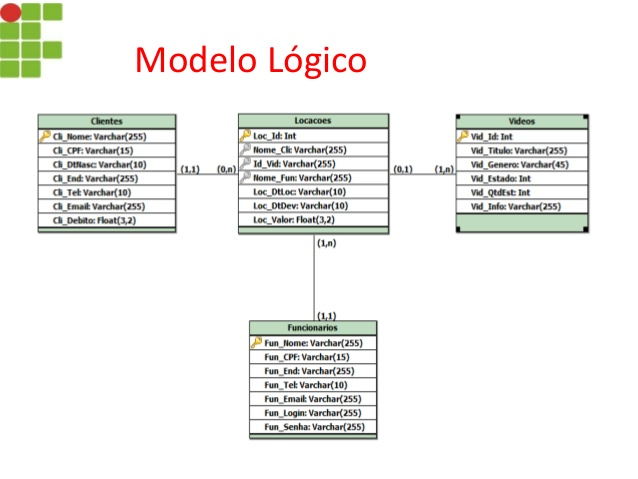 Modelo Lógico
Clientes
Cli_Nome: Varchar(255)
Cli_CPF: Varchar(15)
Cli_DtNasc: Varchar(10)
Cli_End: Varchar(255)
Cli_Tel: Varchar(10)
Cli_Email: Varchar(255)
Cli_Debito: Float(3,2)
(1,1)
(0,n)
Locacoes
Loc_Id: Int
Nome_Cli: Varchar(255)
Id_Vid: Varchar(255)
Nome_Fun: Varchar(255)
Loc_DtLoc: Varchar(10)
Loc_DtDev: Varchar(10)
Loc_Valor: Float(3,2)
(0,1)
(1,n)
Videos
Vid_Id: Int
Vid_Titulo: Varchar(255)
Vid_Genero: Varchar(45)
Vid_Estado: Int
Vid_QtdEst: Int
Vid_Info: Varchar(255)
(1,n)
(1,1)
Funcionarios
Fun_Nome: Varchar(255)
Fun_CPF: Varchar(15)
Fun_End: Varchar(255)
Fun_Tel: Varchar(10)
Fun_Email: Varchar(255)
Fun_Login: Varchar(255)
Fun_Senha: Varchar(255)